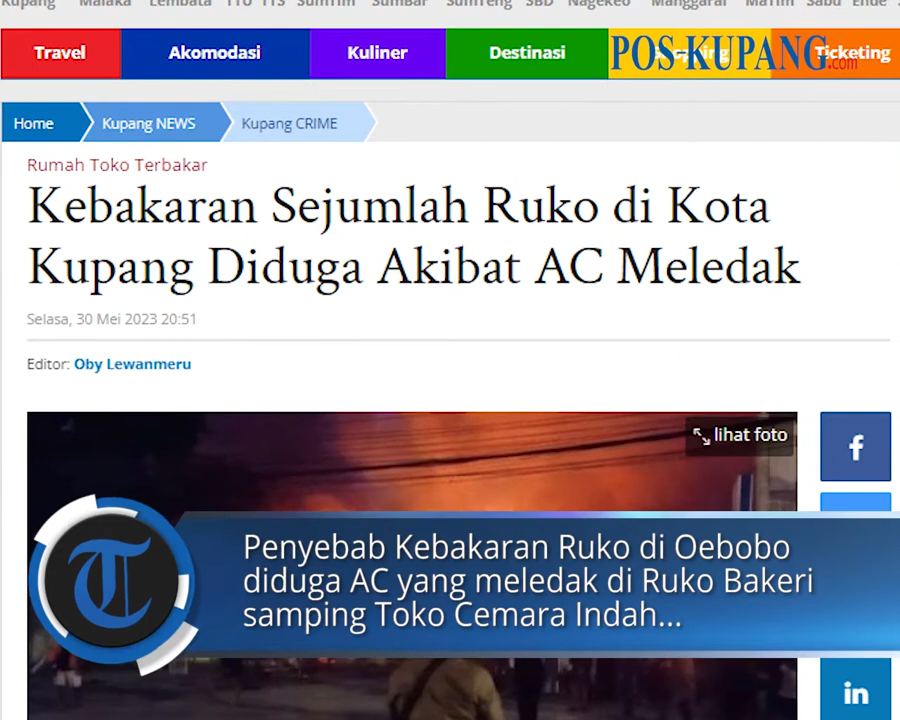 Kupang Malaka Lembata TTU TTS SumTim SumBar SumTeng SBD Nagekeo Manggarai MaTim Sabu Ende
Travel Akomodasi Kuliner Destinasi Shopping Ticketing
POS-KUPANG.com
Home Kupang NEWS Kupang CRIME
Rumah Toko Terbakar
Kebakaran Sejumlah Ruko di Kota
Kupang Diduga Akibat AC Meledak
Selasa, 30 Mei 2023 20:51
Editor: Oby Lewanmeru
lihat foto
f
T
Penyebab Kebakaran Ruko di Oebobo
diduga AC yang meledak di Ruko Bakeri
samping Toko Cemara Indah...
in